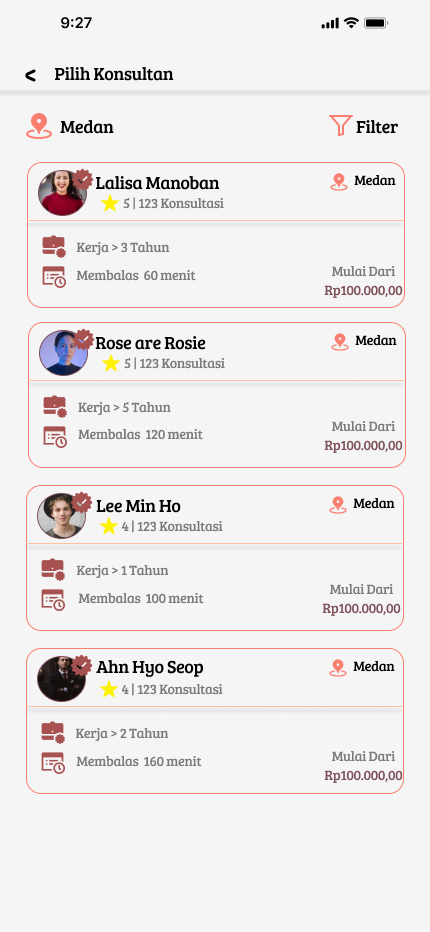 9:27
< Pilih Konsultan
Medan Filter
Lalisa Manoban Medan
5 | 123 Konsultasi
Kerja > 3 Tahun
Membalas 60 menit Mulai Dari
Rp100.000,00
Rose are Rosie Medan
5 | 123 Konsultasi
Kerja > 5 Tahun
Membalas 120 menit Mulai Dari
Rp100.000,00
Lee Min Ho Medan
4 | 123 Konsultasi
Kerja > 1 Tahun
Membalas 100 menit Mulai Dari
Rp100.000,00
Ahn Hyo Seop Medan
4 | 123 Konsultasi
Kerja > 2 Tahun
Membalas 160 menit Mulai Dari
Rp100.000,00